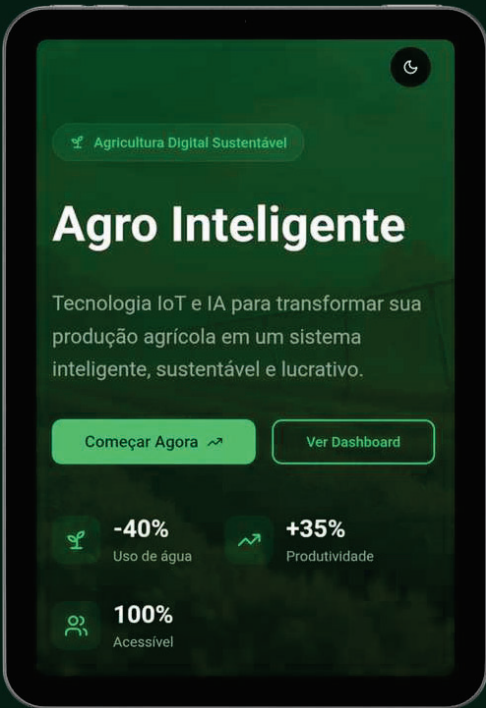 Agricultura Digital Sustentável
Agro Inteligente
Tecnologia IoT e IA para transformar sua
produção agrícola em um sistema
inteligente, sustentável e lucrativo.
Começar Agora
Ver Dashboard
-40%
Uso de água
+35%
Produtividade
100%
Acessível